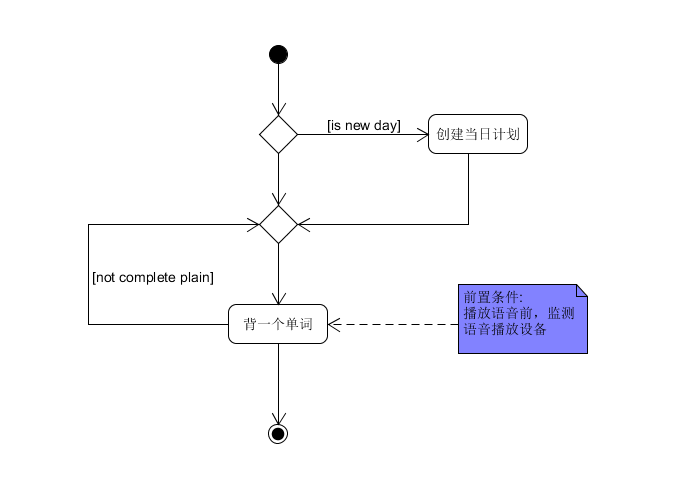 [is new day]
创建当日计划
[not complete plain]
背一个单词
前置条件:
播放语音前，监测
语音播放设备